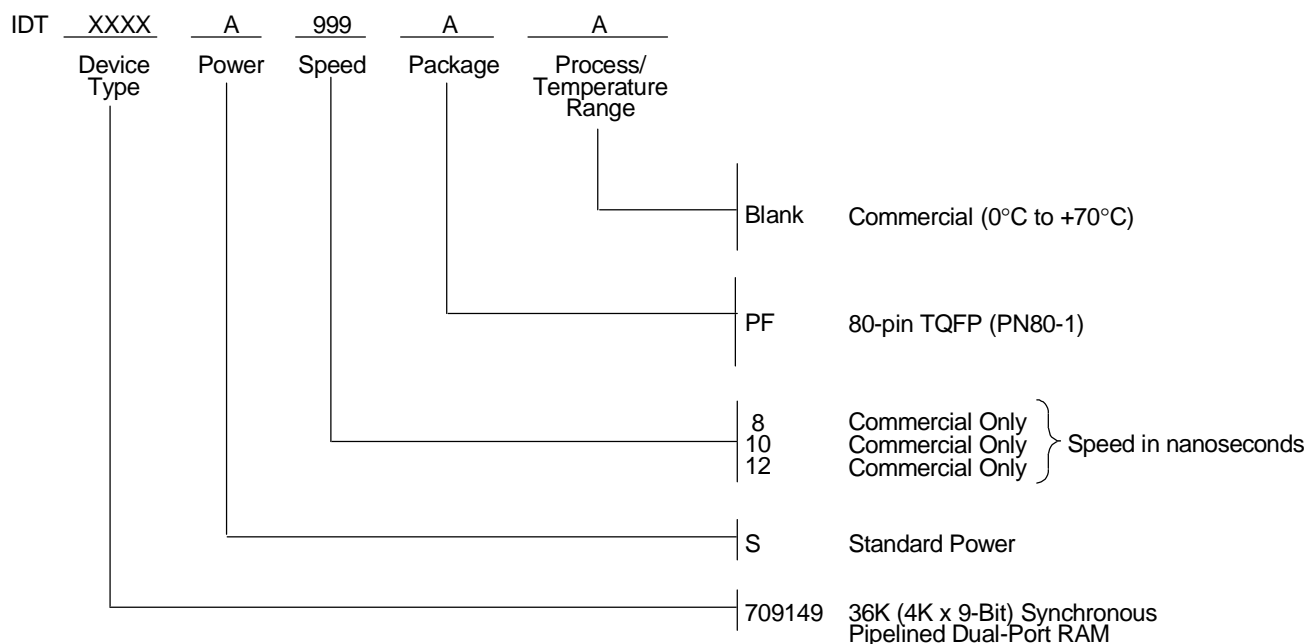 IDT XXXX A 999 A A
Device Type Power Speed Package Process/ Temperature Range
Blank Commercial (0°C to +70°C)
PF 80-pin TQFP (PN80-1)
8 Commercial Only
10 Commercial Only Speed in nanoseconds
12 Commercial Only
S Standard Power
709149 36K (4K x 9-Bit) Synchronous
Pipelined Dual-Port RAM